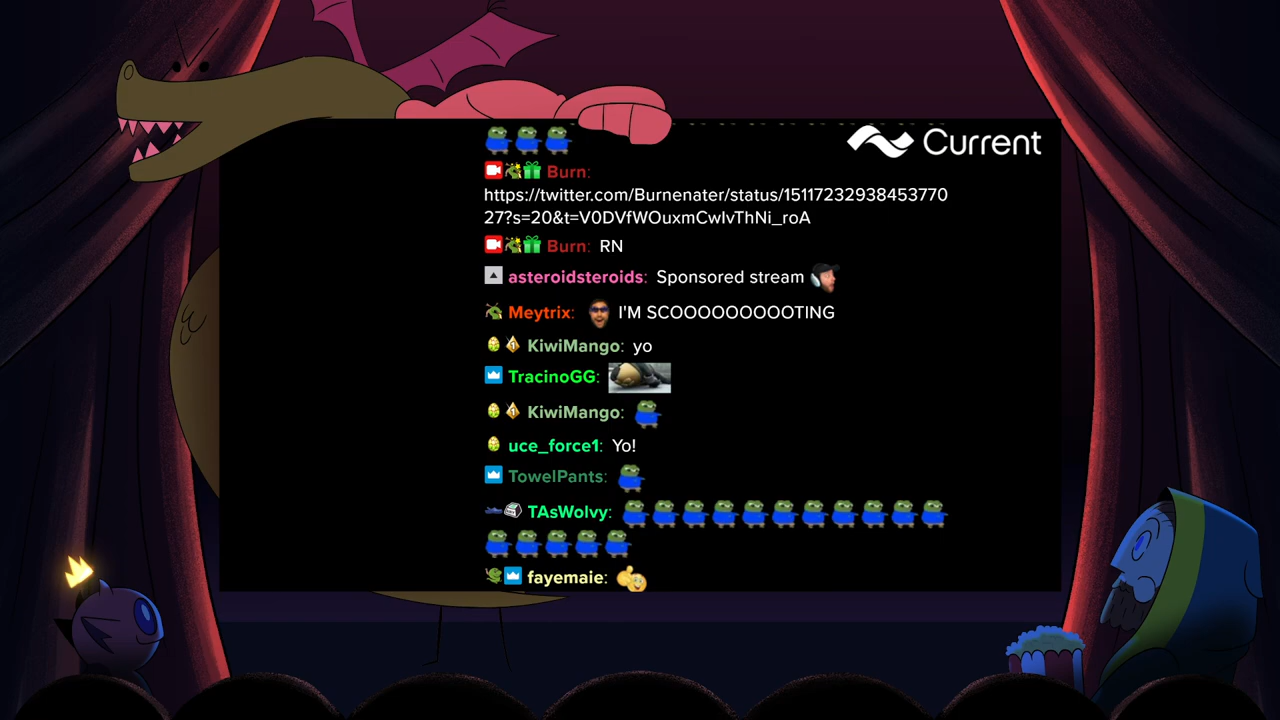 Current
Burn:
https://twitter.com/Burnenater/status/15117232938453770
27?s=20&t=V0DVfWOuxmCwIvThNi_roA
Burn: RN
asteroidsteroids: Sponsored stream
Meytrix: I'M SCOOOOOOOOOTING
KiwiMango: yo
TracinoGG:
KiwiMango:
uce_force1: Yo!
TowelPants:
TAsWolvy:
fayemaie: